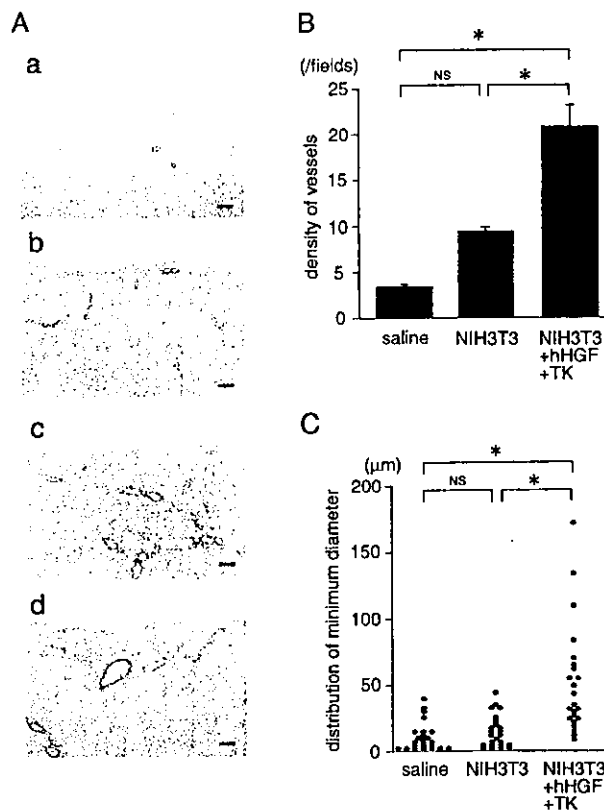 A
a
b
c
d
B
(/fields)
density of vessels
25
20
15
10
5
0
*
NS
*
saline
NIH3T3
NIH3T3
+hHGF
+TK
C
(μm)
distribution of minimum diameter
200
150
100
50
0
*
NS
*
saline
NIH3T3
NIH3T3
+hHGF
+TK